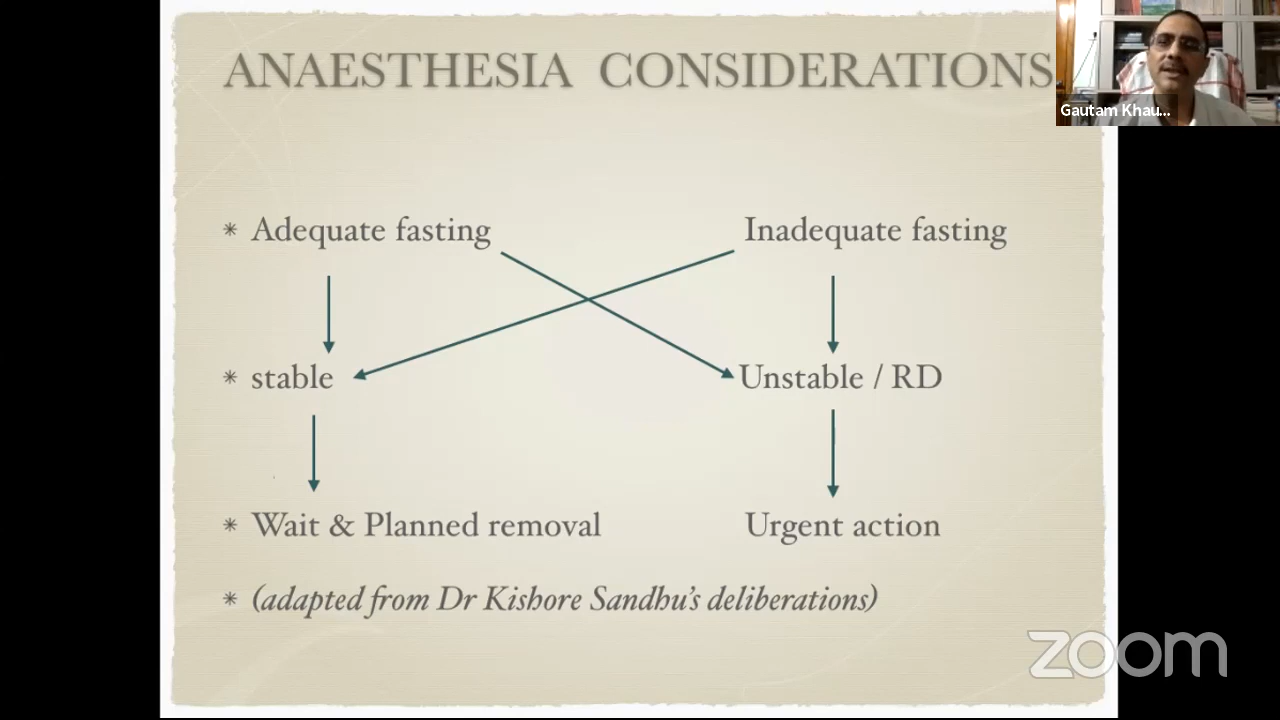 ANAESTHESIA CONSIDERATIONS
Gautam Khau...
* Adequate fasting Inadequate fasting
* stable Unstable / RD
* Wait & Planned removal Urgent action
* (adapted from Dr Kishore Sandhu's deliberations)
zoom